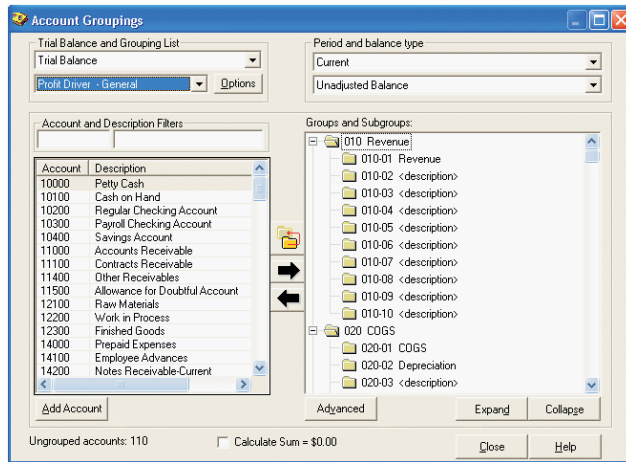 Account Groupings
Trial Balance and Grouping List
Trial Balance
Profit Driver - General
Options
Period and balance type
Current
Unadjusted Balance
Account and Description Filters
Account Description
10000 Petty Cash
10100 Cash on Hand
10200 Regular Checking Account
10300 Payroll Checking Account
10400 Savings Account
11000 Accounts Receivable
11100 Contracts Receivable
11400 Other Receivables
11500 Allowance for Doubtful Account
12100 Raw Materials
12200 Work in Process
12300 Finished Goods
14000 Prepaid Expenses
14100 Employee Advances
14200 Notes Receivable-Current
Add Account
Groups and Subgroups:
010 Revenue
010-01 Revenue
010-02 <description>
010-03 <description>
010-04 <description>
010-05 <description>
010-06 <description>
010-07 <description>
010-08 <description>
010-09 <description>
010-10 <description>
020 COGS
020-01 COGS
020-02 Depreciation
020-03 <description>
Advanced
Expand
Collapse
Ungrouped accounts: 110
Calculate Sum = $0.00
Close
Help